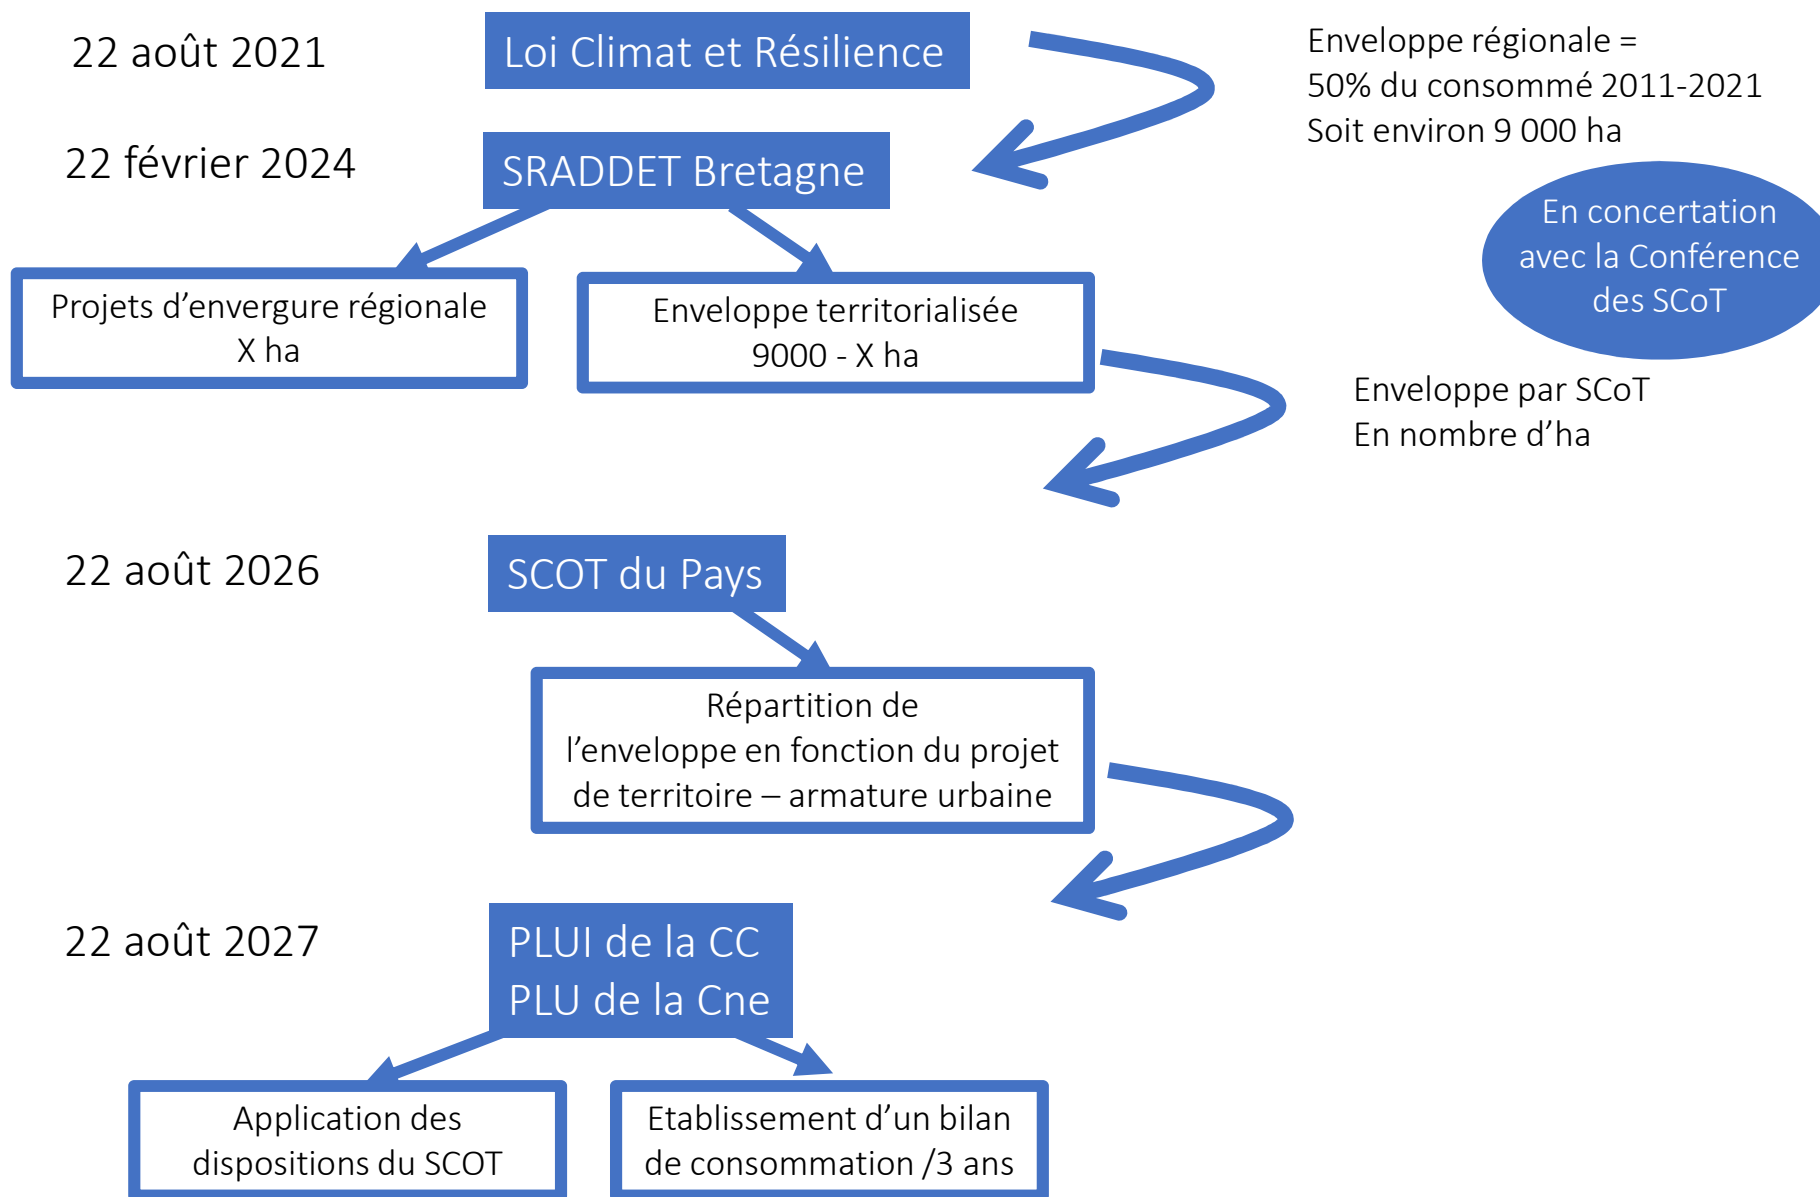 22 août 2021
Loi Climat et Résilience
Enveloppe régionale =
50% du consommé 2011-2021
Soit environ 9 000 ha
22 février 2024
SRADDET Bretagne
En concertation
avec la Conférence
des SCoT
Projets d’envergure régionale
X ha
Enveloppe territorialisée
9000 - X ha
Enveloppe par SCoT
En nombre d’ha
22 août 2026
SCOT du Pays
Répartition de
l’enveloppe en fonction du projet
de territoire – armature urbaine
22 août 2027
PLUI de la CC
PLU de la Cne
Application des
dispositions du SCOT
Etablissement d’un bilan
de consommation /3 ans